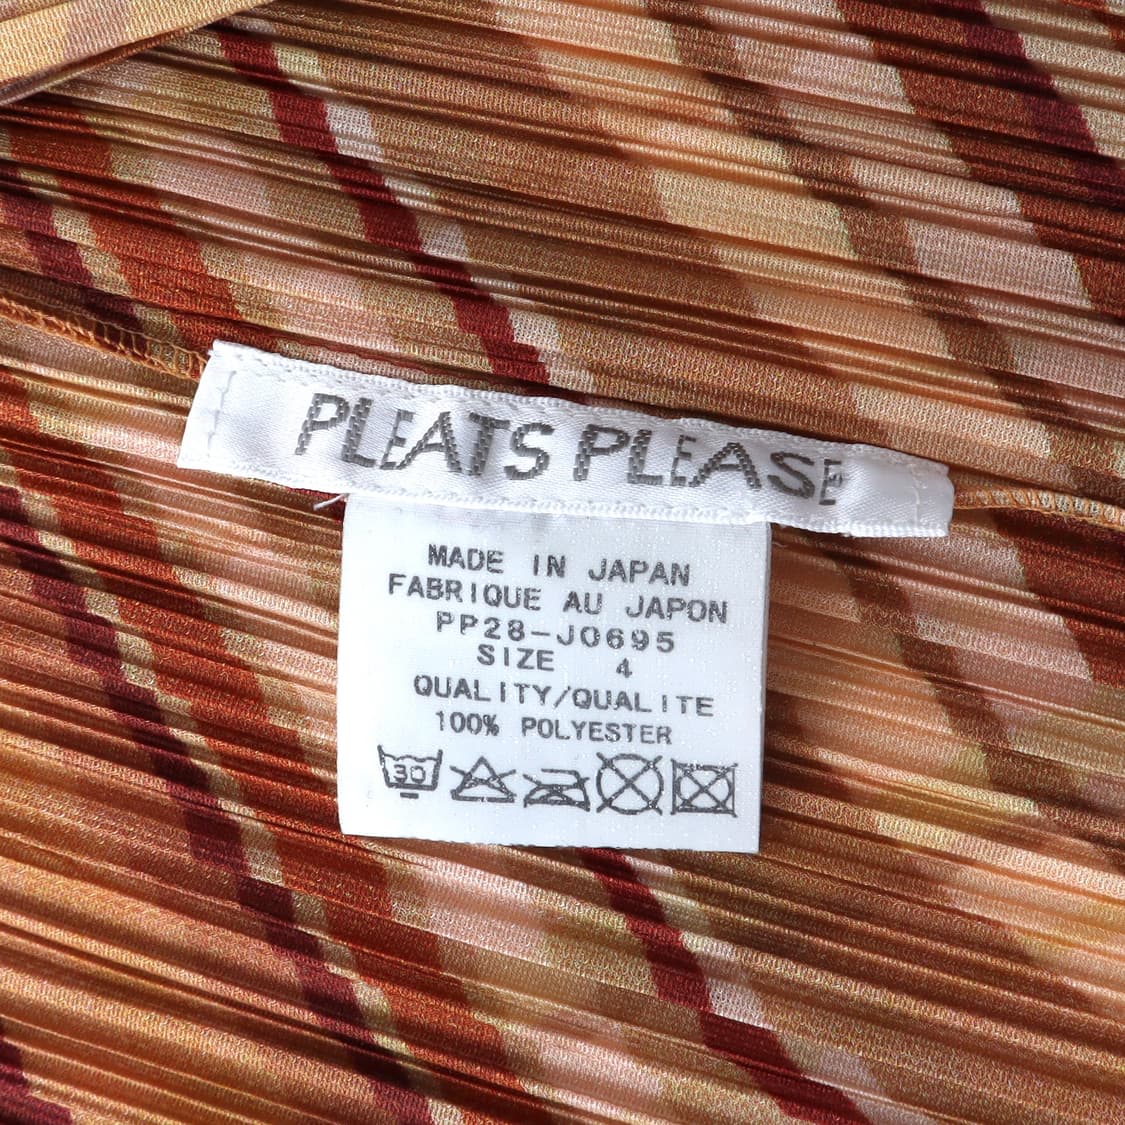 PLEATS PLEASE
MADE IN JAPAN
FABRIQUE AU JAPON
PP28-J0695
SIZE 4
QUALITY/QUALITE
100% POLYESTER
30